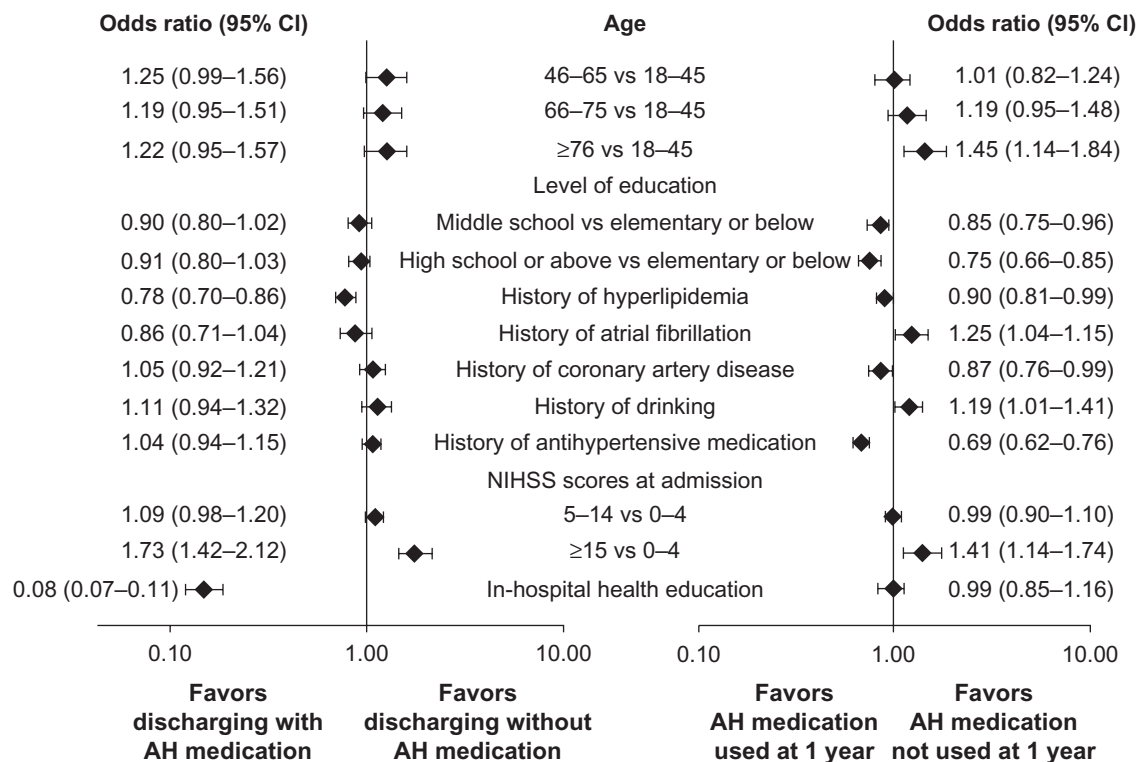 Odds ratio (95% CI) Age Odds ratio (95% CI)
1.25 (0.99–1.56) 46–65 vs 18–45 1.01 (0.82–1.24)
1.19 (0.95–1.51) 66–75 vs 18–45 1.19 (0.95–1.48)
1.22 (0.95–1.57) ≥76 vs 18–45 1.45 (1.14–1.84)
Level of education
0.90 (0.80–1.02) Middle school vs elementary or below 0.85 (0.75–0.96)
0.91 (0.80–1.03) High school or above vs elementary or below 0.75 (0.66–0.85)
0.78 (0.70–0.86) History of hyperlipidemia 0.90 (0.81–0.99)
0.86 (0.71–1.04) History of atrial fibrillation 1.25 (1.04–1.15)
1.05 (0.92–1.21) History of coronary artery disease 0.87 (0.76–0.99)
1.11 (0.94–1.32) History of drinking 1.19 (1.01–1.41)
1.04 (0.94–1.15) History of antihypertensive medication 0.69 (0.62–0.76)
NIHSS scores at admission
1.09 (0.98–1.20) 5–14 vs 0–4 0.99 (0.90–1.10)
1.73 (1.42–2.12) ≥15 vs 0–4 1.41 (1.14–1.74)
0.08 (0.07–0.11) In-hospital health education 0.99 (0.85–1.16)
0.10 1.00 10.00 0.10 1.00 10.00
Favors Favors Favors Favors
discharging with discharging without AH medication AH medication
AH medication AH medication used at 1 year not used at 1 year